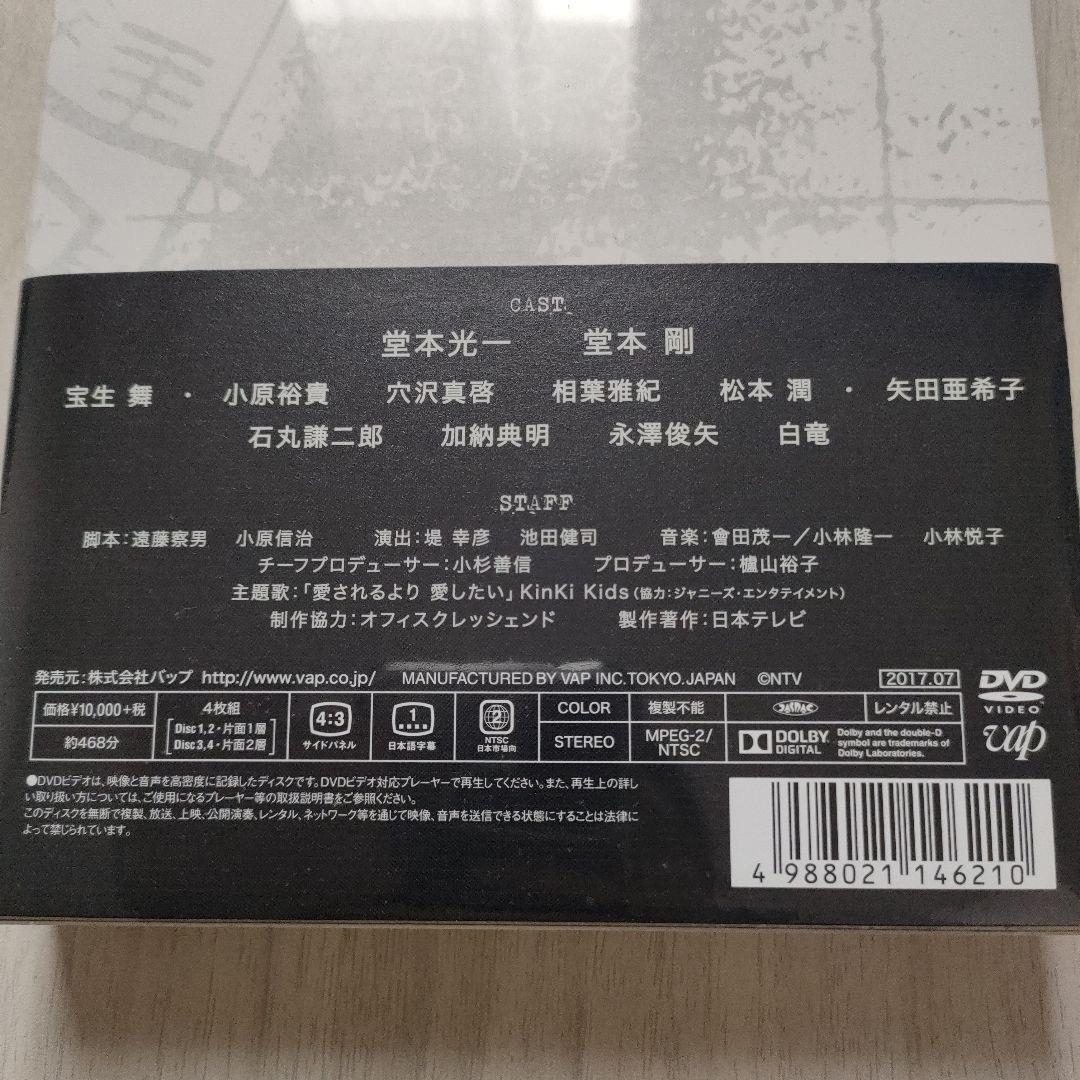 CAST
堂本光一 堂本 剛
宝生 舞 ・ 小原裕貴 穴沢真啓 相葉雅紀 松本 潤 ・ 矢田亜希子
石丸謙二郎 加納典明 永澤俊矢 白竜
STAFF
脚本:遠藤察男 小原信治 演出:堤 幸彦 池田健司 音楽:會田茂一/小林隆一 小林悦子
チーフプロデューサー:小杉善信 プロデューサー:櫨山裕子
主題歌:「愛されるより 愛したい」KinKi Kids(協力:ジャニーズ・エンタテイメント)
制作協力:オフィスクレッシェンド 製作著作:日本テレビ
発売元:株式会社バップ http://www.vap.co.jp/ MANUFACTURED BY VAP INC.TOKYO.JAPAN ©NTV 2017.07
価格¥10,000+税
約468分
4枚組
Disc1,2・片面1層
Disc3,4・片面2層
4:3
サイドパネル
1
日本語字幕
2
NTSC
日本市場向
COLOR
STEREO
複製不能
MPEG-2/
NTSC
レンタル禁止
DOLBY
DIGITAL
Dolby and the double-D
symbol are trademarks of
Dolby Laboratories.
DVD
VIDEO
vap
●DVDビデオは、映像と音声を高密度に記録したディスクです。DVDビデオ対応プレーヤーで再生してください。また、再生上の詳し
い取り扱い方については、ご使用になるプレーヤー等の取扱説明書をご参照ください。
このディスクを無断で複製、放送、上映、公開演奏、レンタル、ネットワーク等を通じて映像、音声を送信できる状態にすることは法律に
よって禁じられています。
4 988021 146210